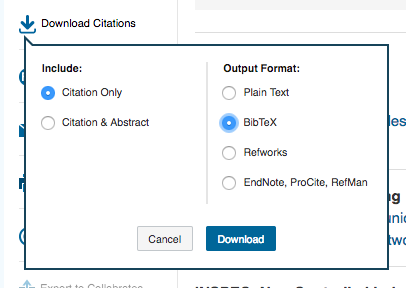 Download Citations
Include:
Citation Only
Citation & Abstract
Output Format:
Plain Text
BibTeX
Refworks
EndNote, ProCite, RefMan
Cancel
Download